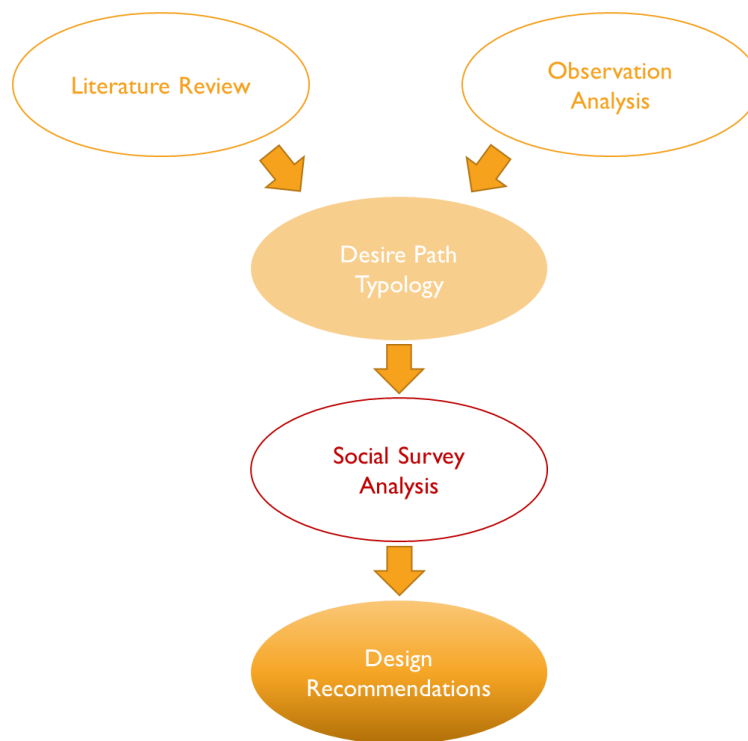 Literature Review
Observation
Analysis
Desire Path
Typology
Social Survey
Analysis
Design
Recommendations